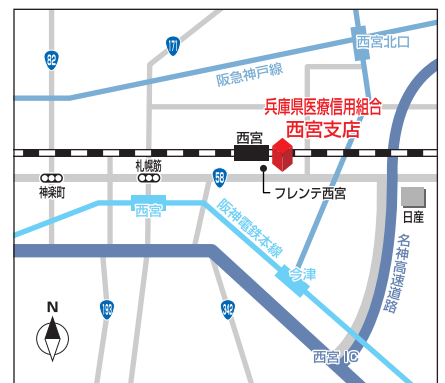 171
西宮北口
82
阪急神戸線
兵庫県医療信用組合
西宮支店
西宮
札幌筋
神楽町
58
フレンテ西宮
日産
西宮
阪神電鉄本線
名神高速道路
今津
193
342
西宮 IC
N